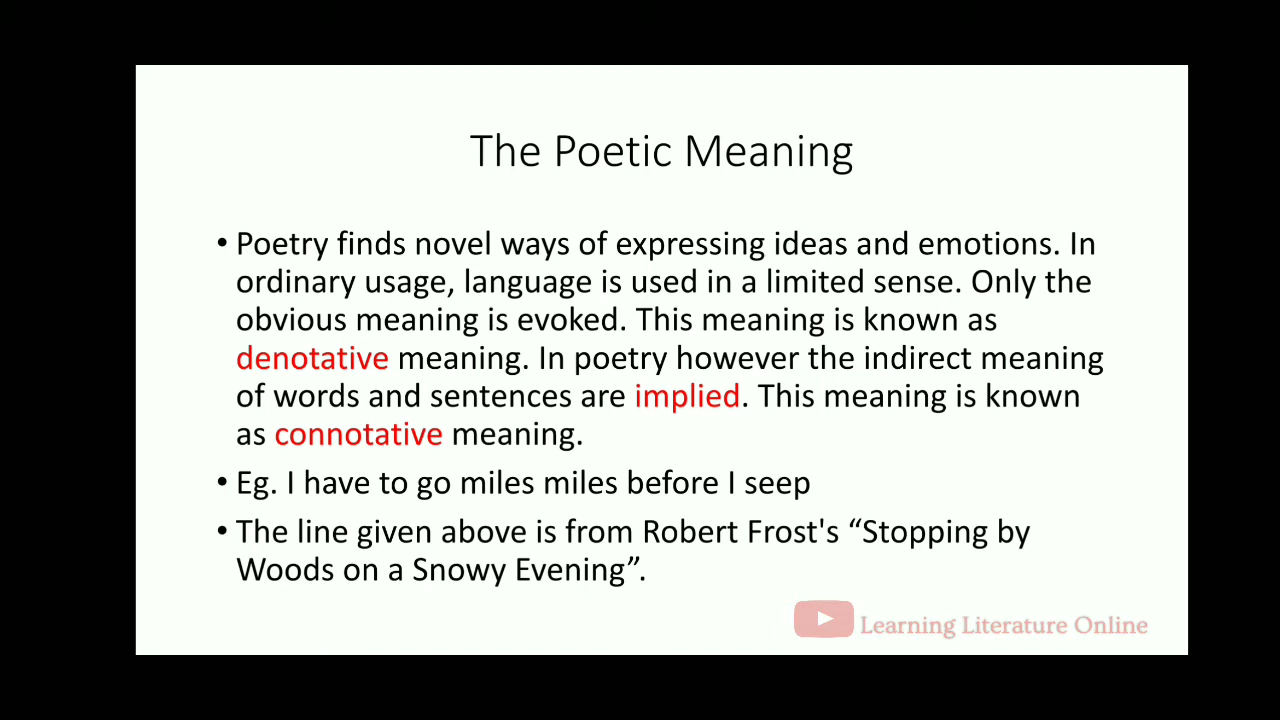 The Poetic Meaning
• Poetry finds novel ways of expressing ideas and emotions. In
ordinary usage, language is used in a limited sense. Only the
obvious meaning is evoked. This meaning is known as
denotative meaning. In poetry however the indirect meaning
of words and sentences are implied. This meaning is known
as connotative meaning.
• Eg. I have to go miles miles before I seep
• The line given above is from Robert Frost's “Stopping by
Woods on a Snowy Evening”.
Learning Literature Online